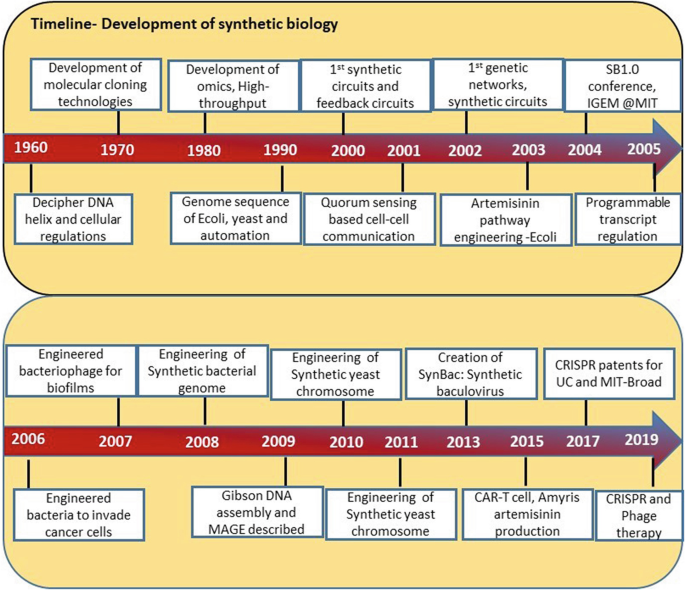 Timeline- Development of synthetic biology
Development of
molecular cloning
technologies
Development of
omics, High-
throughput
1st synthetic
circuits and
feedback circuits
1st genetic
networks,
synthetic circuits
SB1.0
conference,
IGEM @MIT
1960 1970 1980 1990 2000 2001 2002 2003 2004 2005
Decipher DNA
helix and cellular
regulations
Genome sequence
of Ecoli, yeast and
automation
Quorum sensing
based cell-cell
communication
Artemisinin
pathway
engineering -Ecoli
Programmable
transcript
regulation
Engineered
bacteriophage for
biofilms
Engineering of
Synthetic bacterial
genome
Engineering of
Synthetic yeast
chromosome
Creation of
SynBac: Synthetic
baculovirus
CRISPR patents for
UC and MIT-Broad
2006 2007 2008 2009 2010 2011 2013 2015 2017 2019
Engineered
bacteria to invade
cancer cells
Gibson DNA
assembly and
MAGE described
Engineering of
Synthetic yeast
chromosome
CAR-T cell, Amyris
artemisinin
production
CRISPR and
Phage
therapy